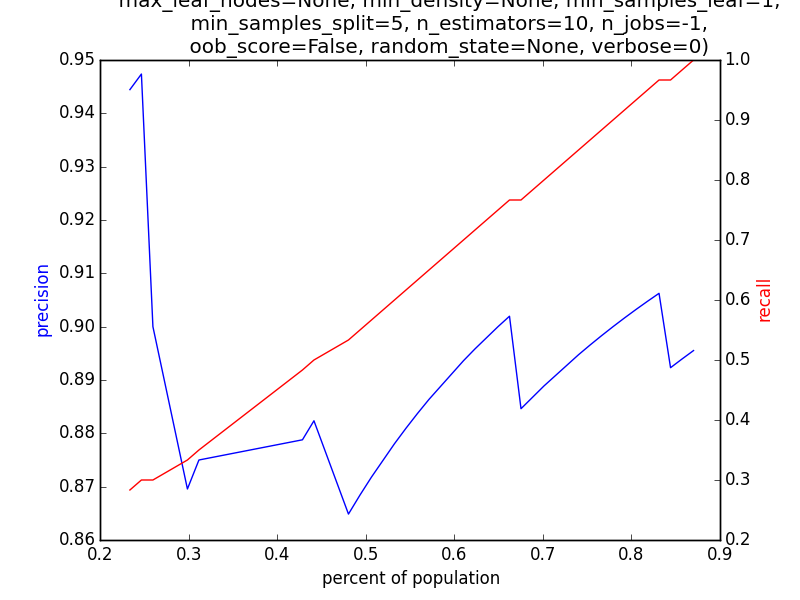 max_leaf_nodes=None, min_density=None, min_samples_leaf=1,
min_samples_split=5, n_estimators=10, n_jobs=-1,
oob_score=False, random_state=None, verbose=0)
0.95
0.94
0.93
0.92
0.91
0.90
0.89
0.88
0.87
0.86
precision
1.0
0.9
0.8
0.7
0.6
0.5
0.4
0.3
0.2
recall
0.2 0.3 0.4 0.5 0.6 0.7 0.8 0.9
percent of population